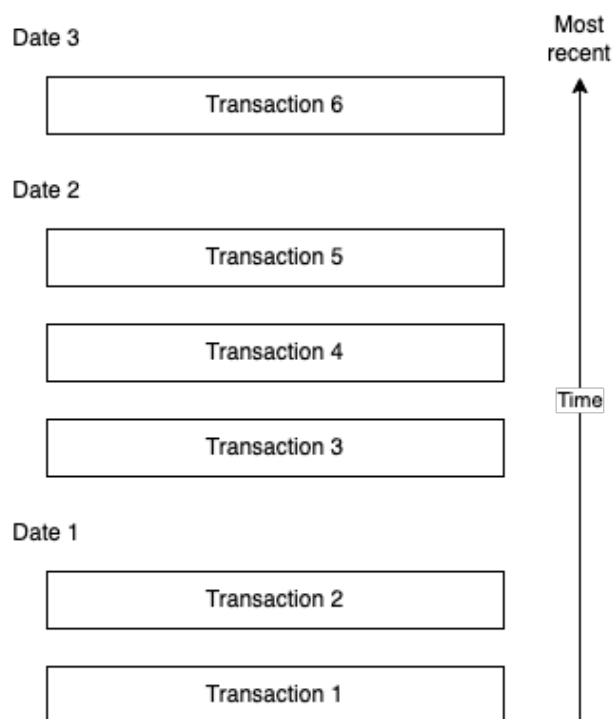 Most
recent
Date 3
Transaction 6
Date 2
Transaction 5
Transaction 4
Time
Transaction 3
Date 1
Transaction 2
Transaction 1